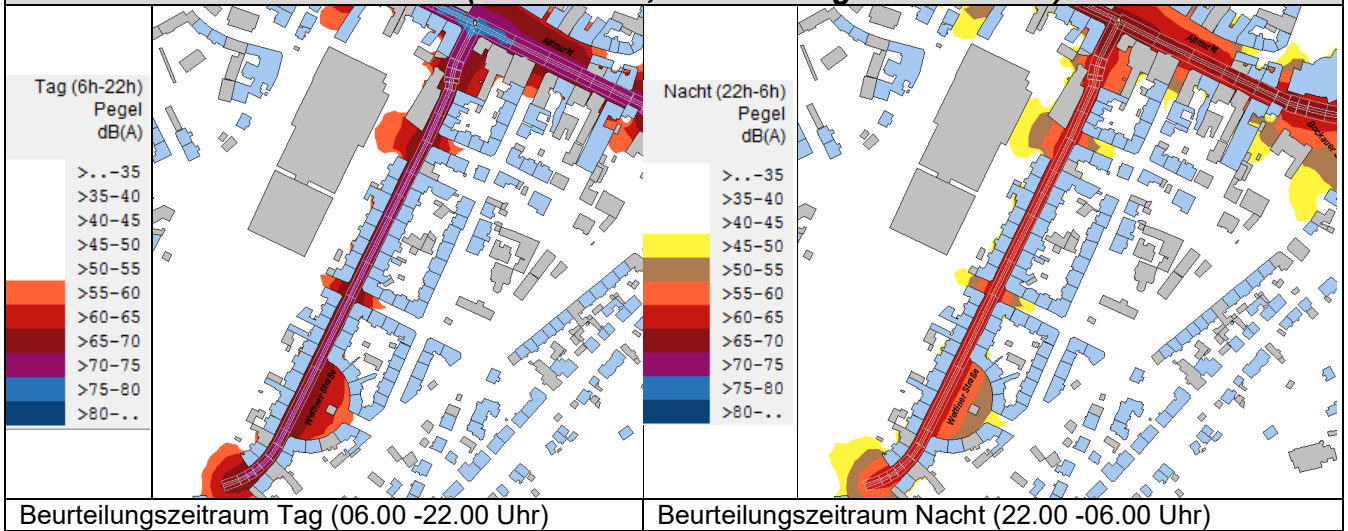 Tag (6h-22h)
Pegel
dB(A)
>..-35
>35-40
>40-45
>45-50
>50-55
>55-60
>60-65
>65-70
>70-75
>75-80
>80-..
Altmarkt
Wettiner Straße
Nacht (22h-6h)
Pegel
dB(A)
>..-35
>35-40
>40-45
>45-50
>50-55
>55-60
>60-65
>65-70
>70-75
>75-80
>80-..
Altmarkt
Bockauer
Wettiner Straße
Beurteilungszeitraum Tag (06.00 -22.00 Uhr)
Beurteilungszeitraum Nacht (22.00 -06.00 Uhr)